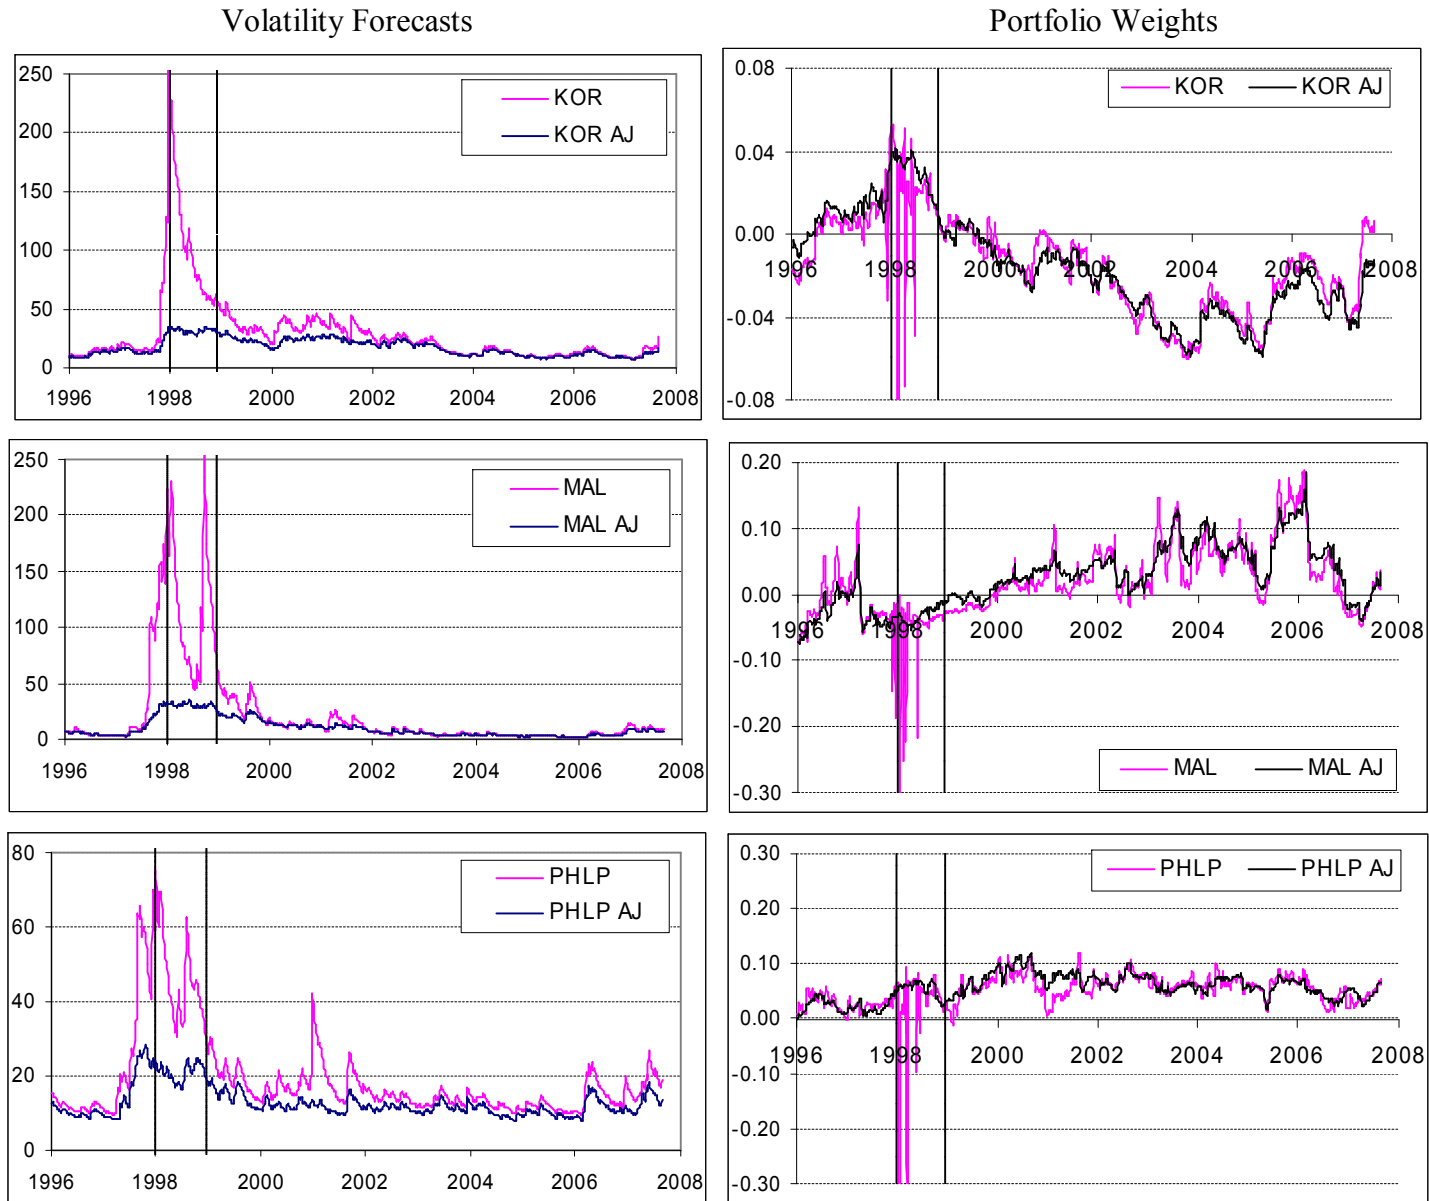 Volatility Forecasts
Portfolio Weights
250
200
150
100
50
0
1996 1998 2000 2002 2004 2006 2008
KOR
KOR AJ
0.08
0.04
0.00
-0.04
-0.08
1996 1998 2000 2002 2004 2006 2008
KOR KOR AJ
250
200
150
100
50
0
1996 1998 2000 2002 2004 2006 2008
MAL
MAL AJ
0.20
0.10
0.00
-0.10
-0.20
-0.30
1996 1998 2000 2002 2004 2006 2008
MAL MAL AJ
80
60
40
20
0
1996 1998 2000 2002 2004 2006 2008
PHLP
PHLP AJ
0.30
0.20
0.10
0.00
-0.10
-0.20
-0.30
1996 1998 2000 2002 2004 2006 2008
PHLP PHLP AJ